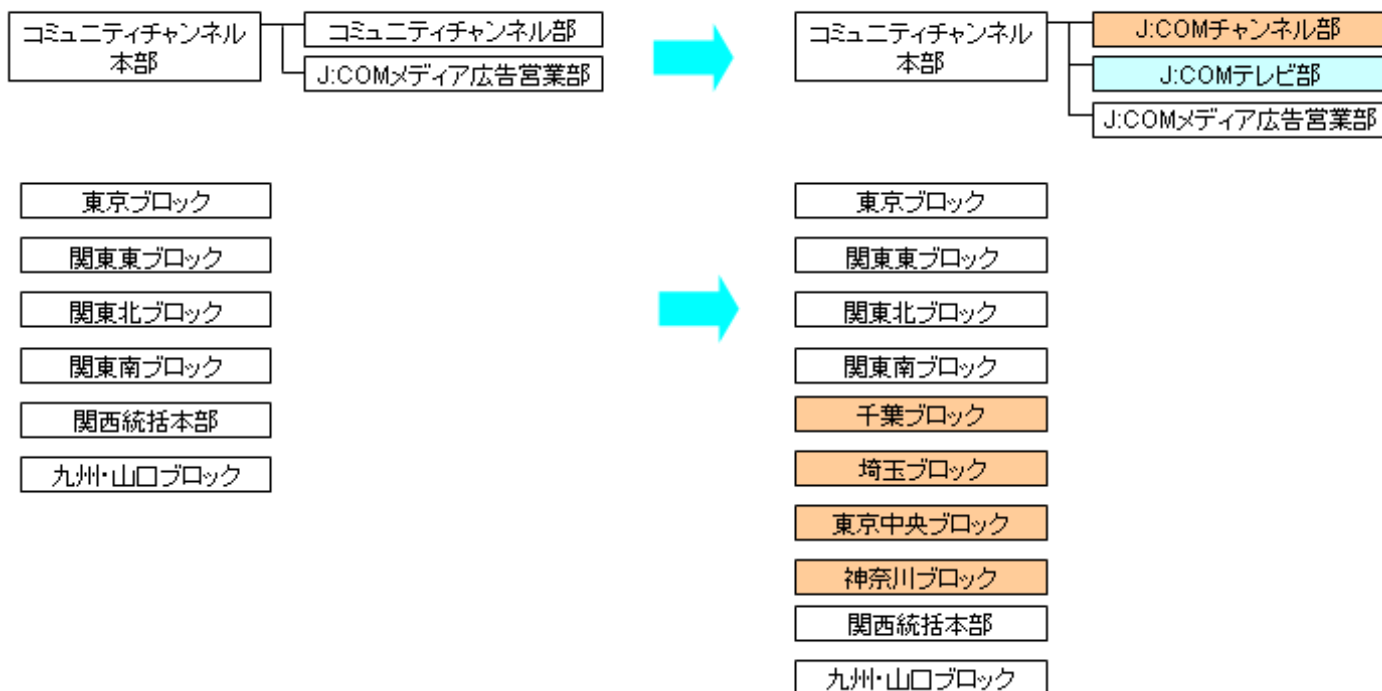 コミュニティチャンネル
本部
コミュニティチャンネル部
J:COMメディア広告営業部
コミュニティチャンネル
本部
J:COMチャンネル部
J:COMテレビ部
J:COMメディア広告営業部
東京ブロック
関東東ブロック
関東北ブロック
関東南ブロック
関西統括本部
九州・山口ブロック
東京ブロック
関東東ブロック
関東北ブロック
関東南ブロック
千葉ブロック
埼玉ブロック
東京中央ブロック
神奈川ブロック
関西統括本部
九州・山口ブロック